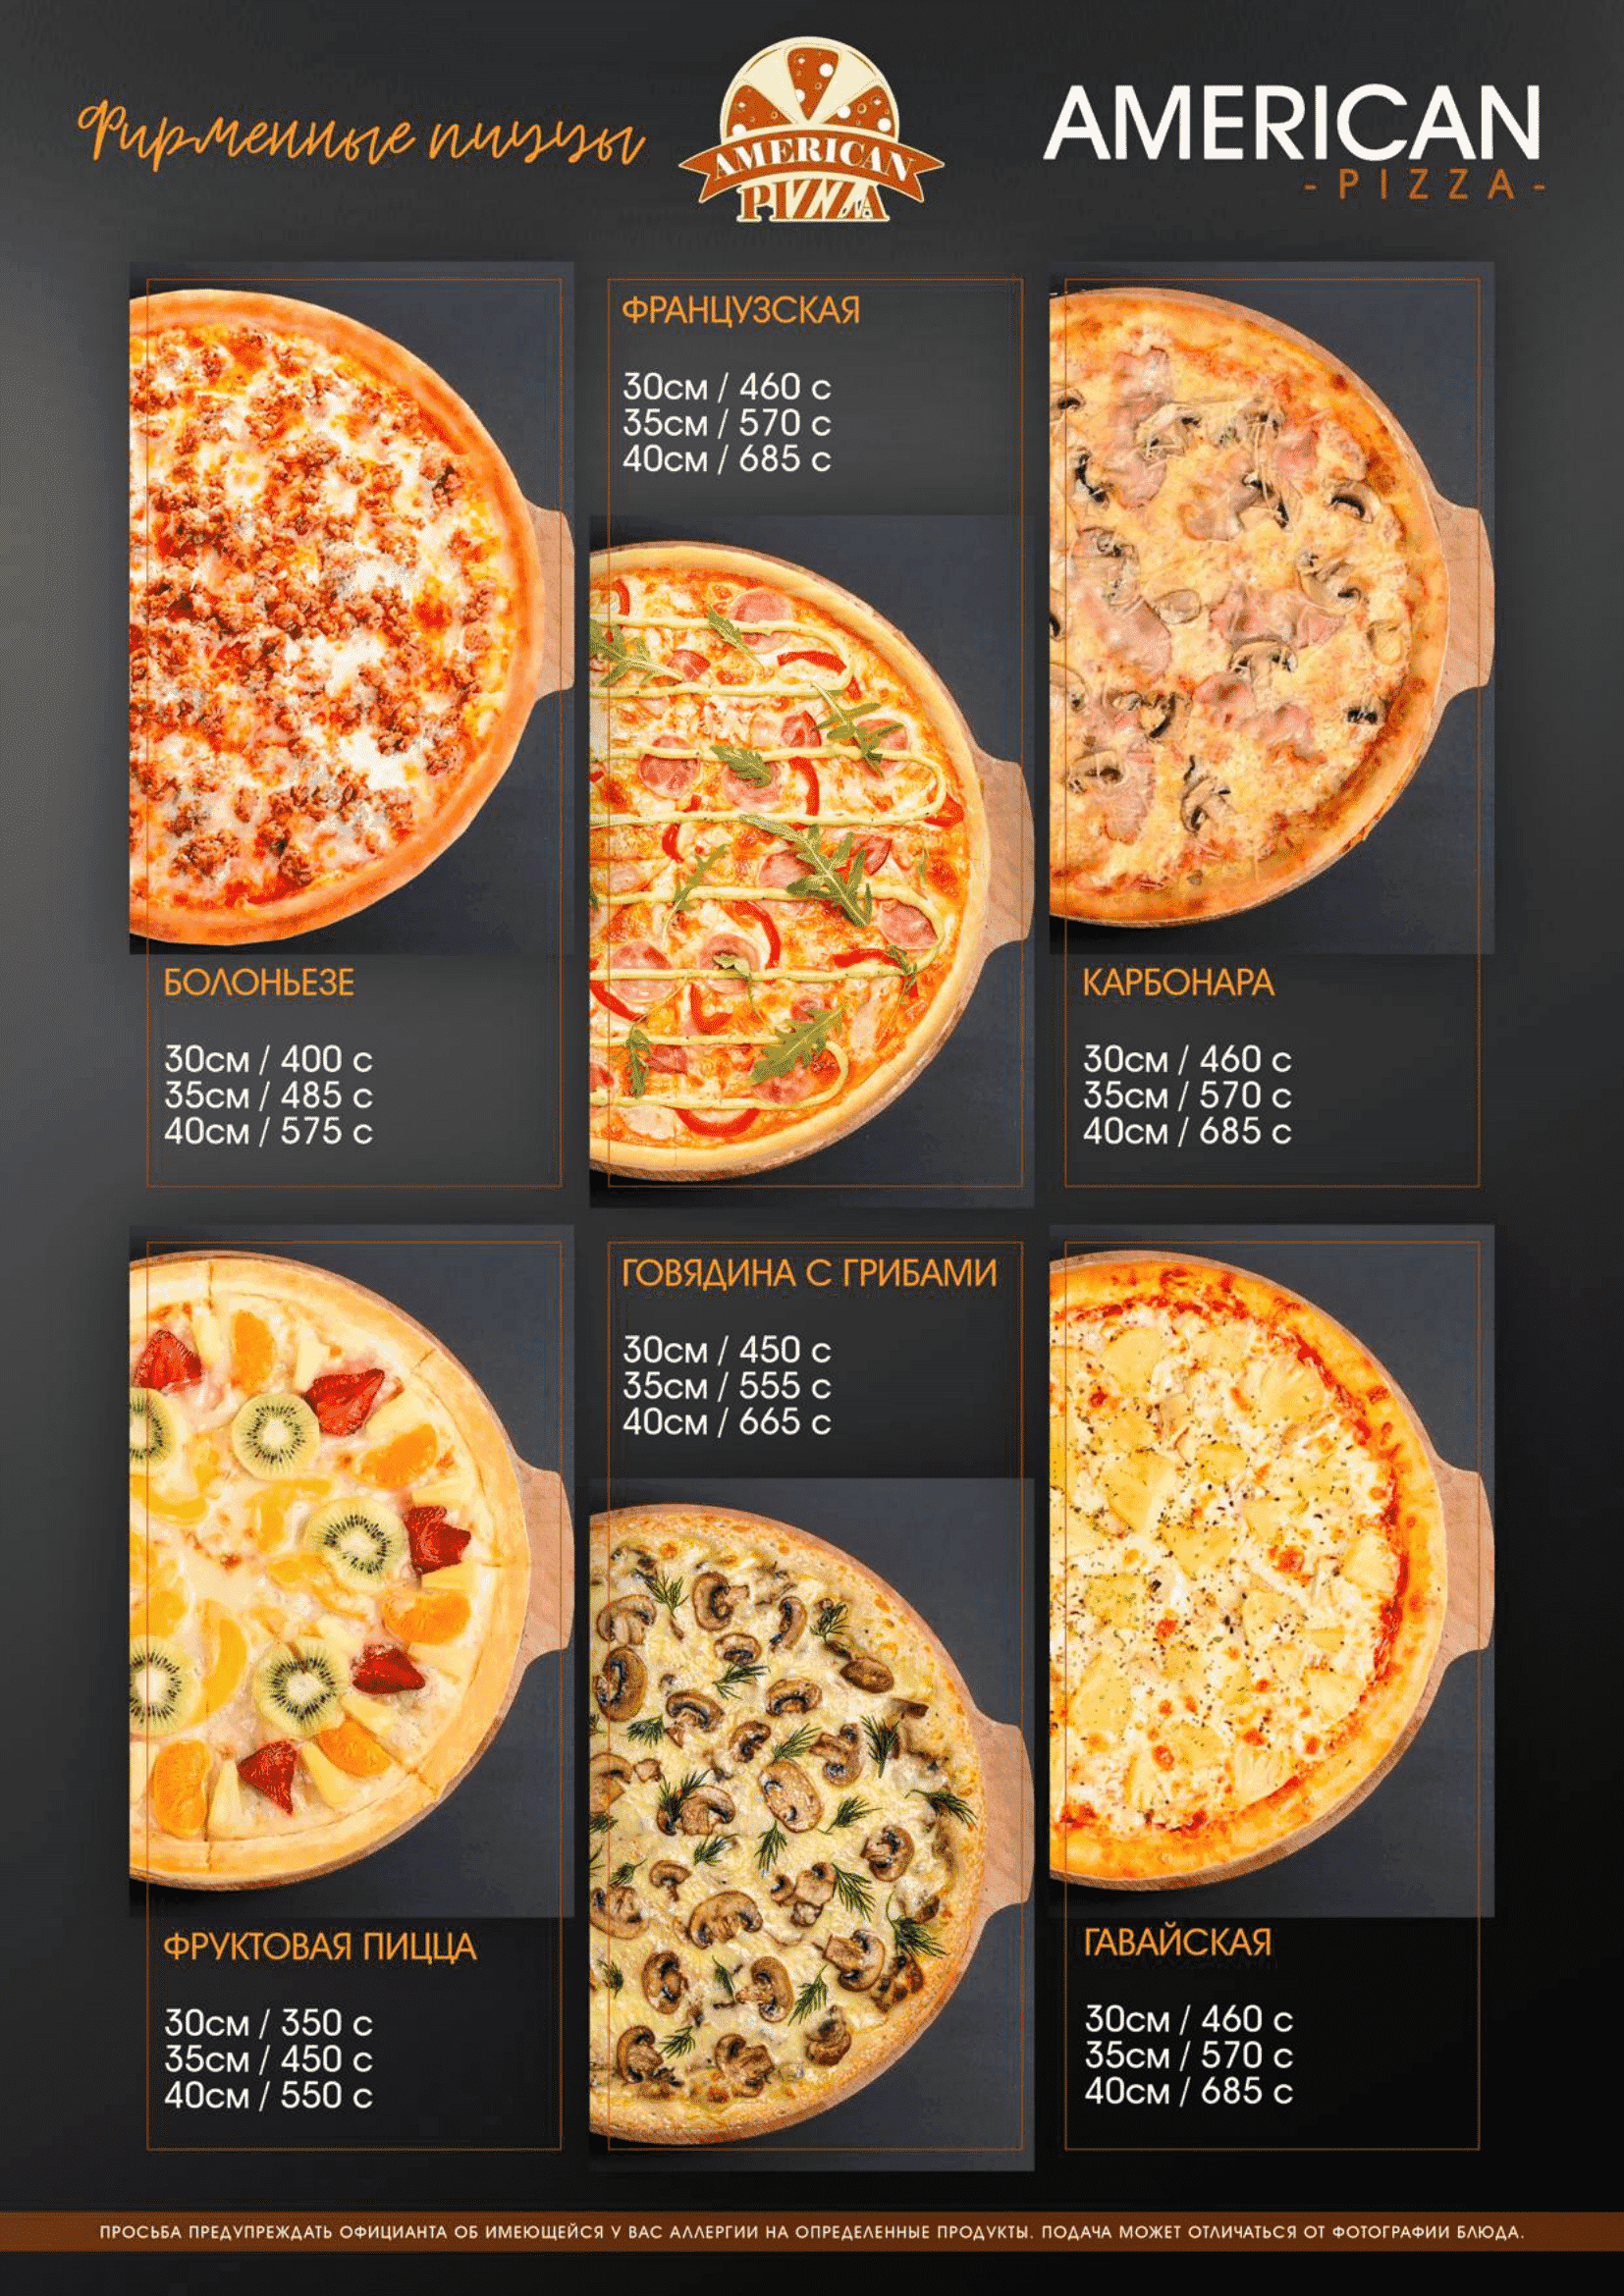 Фирменные пиццы
AMERICAN
PIZZA
AMERICAN
- PIZZA -
ФРАНЦУЗСКАЯ
30см / 460 с
35см / 570 с
40см / 685 с
БОЛОНЬЕЗЕ
30см / 400 с
35см / 485 с
40см / 575 с
КАРБОНАРА
30см / 460 с
35см / 570 с
40см / 685 с
ГОВЯДИНА С ГРИБАМИ
30см / 450 с
35см / 555 с
40см / 665 с
ФРУКТОВАЯ ПИЦЦА
30см / 350 с
35см / 450 с
40см / 550 с
ГАВАЙСКАЯ
30см / 460 с
35см / 570 с
40см / 685 с
ПРОСЬБА ПРЕДУПРЕЖДАТЬ ОФИЦИАНТА ОБ ИМЕЮЩЕЙСЯ У ВАС АЛЛЕРГИИ НА ОПРЕДЕЛЕННЫЕ ПРОДУКТЫ. ПОДАЧА МОЖЕТ ОТЛИЧАТЬСЯ ОТ ФОТОГРАФИИ БЛЮДА.